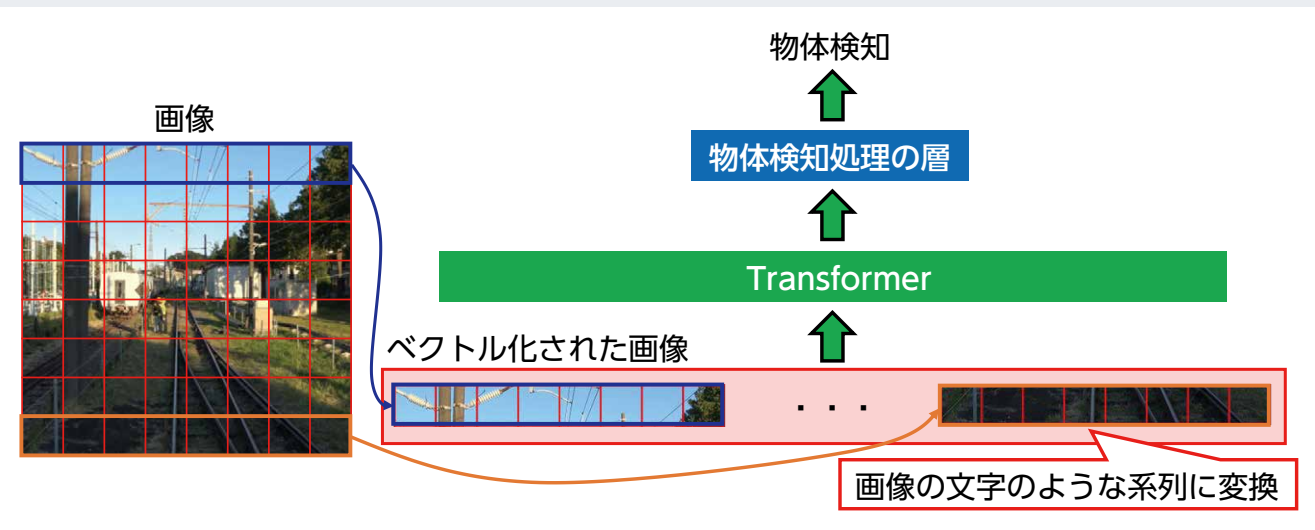 物体検知
画像
物体検知処理の層
Transformer
ベクトル化された画像
・・・
画像の文字のような系列に変換